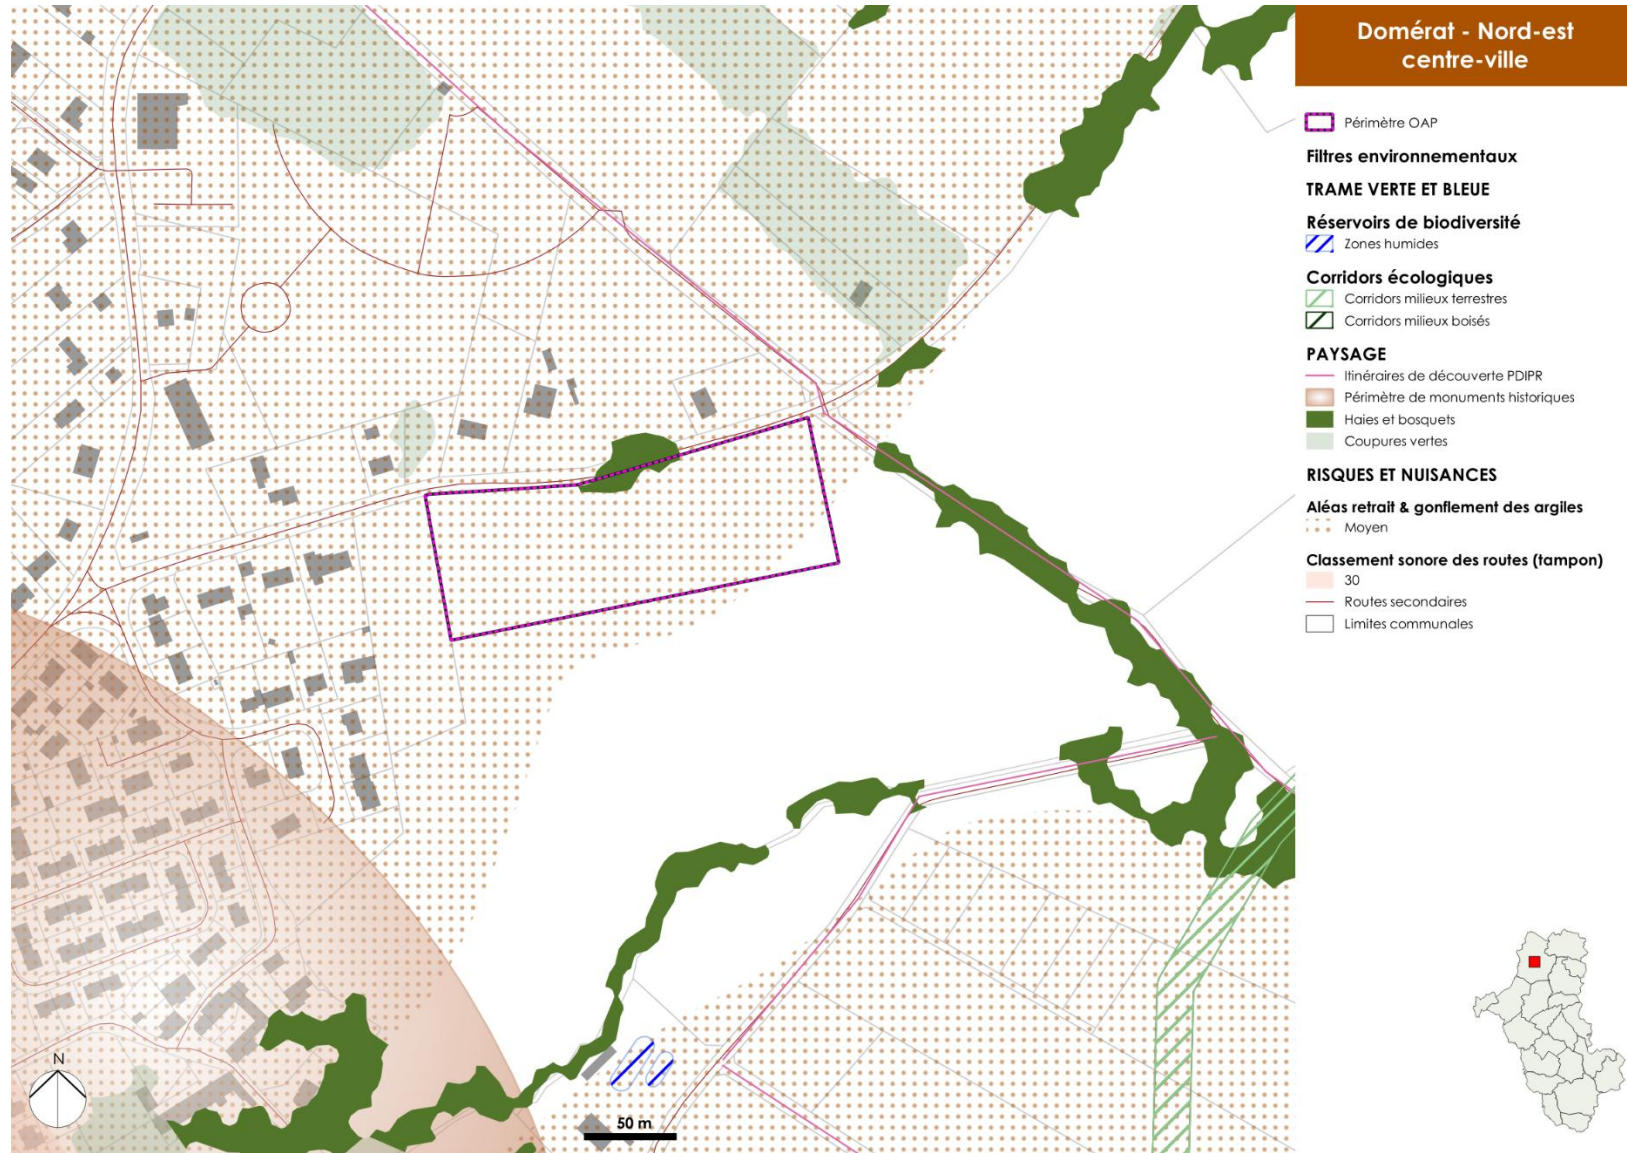 Domérat - Nord-est
centre-ville
Périmètre OAP
Filtres environnementaux
TRAME VERTE ET BLEUE
Réservoirs de biodiversité
Zones humides
Corridors écologiques
Corridors milieux terrestres
Corridors milieux boisés
PAYSAGE
Itinéraires de découverte PDIPR
Périmètre de monuments historiques
Haies et bosquets
Coupures vertes
RISQUES ET NUISANCES
Aléas retrait & gonflement des argiles
Moyen
Classement sonore des routes (tampon)
30
Routes secondaires
Limites communales
N
50 m